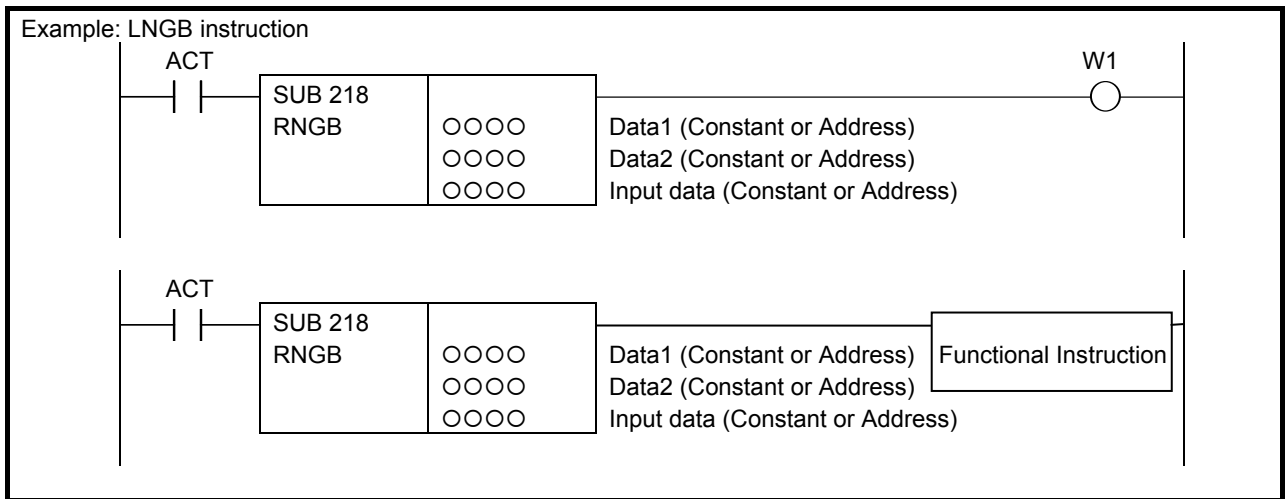 Example: LNGB instruction
ACT W1
SUB 218
RNGB ○○○○ Data1 (Constant or Address)
○○○○ Data2 (Constant or Address)
○○○○ Input data (Constant or Address)
ACT
SUB 218
RNGB ○○○○ Data1 (Constant or Address) Functional Instruction
○○○○ Data2 (Constant or Address)
○○○○ Input data (Constant or Address)